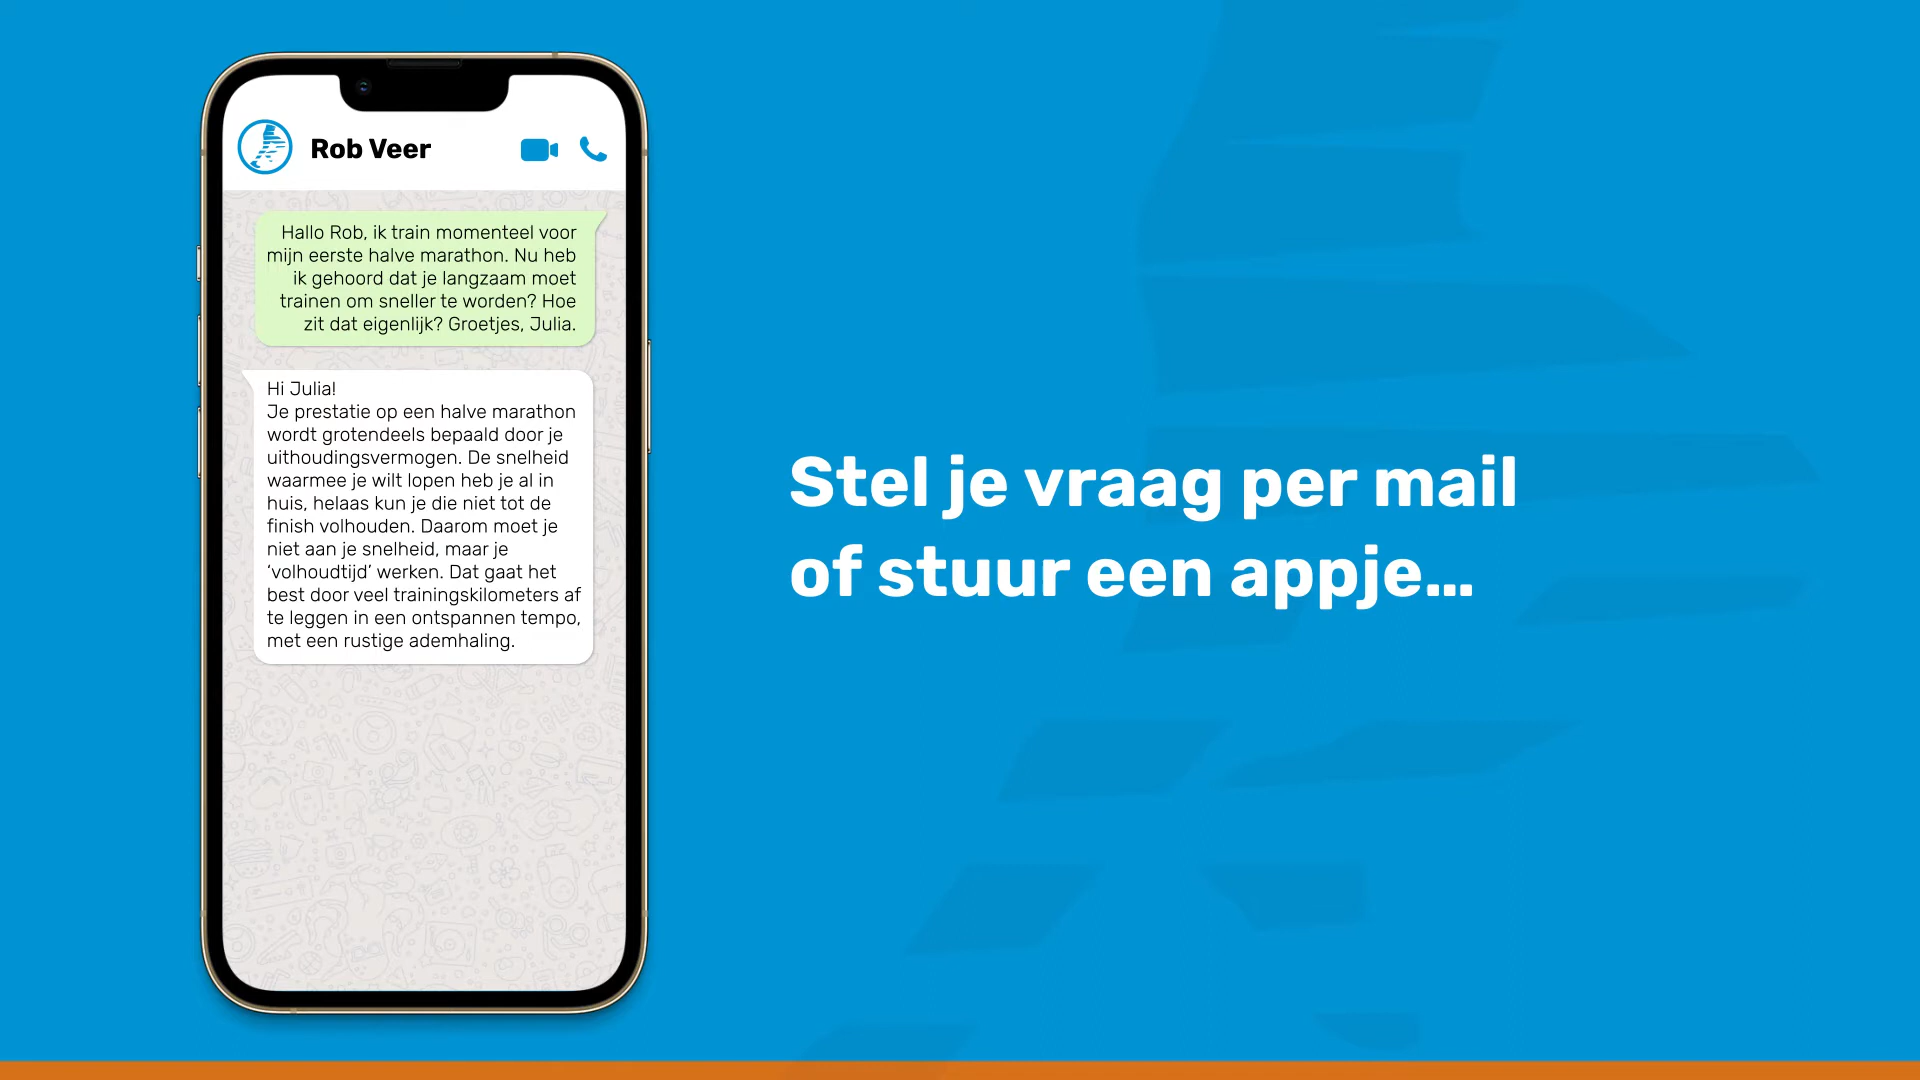 Rob Veer
Hallo Rob, ik train momenteel voor
mijn eerste halve marathon. Nu heb
ik gehoord dat je langzaam moet
trainen om sneller te worden? Hoe
zit dat eigenlijk? Groetjes, Julia.
Hi Julia!
Je prestatie op een halve marathon
wordt grotendeels bepaald door je
uithoudingsvermogen. De snelheid
waarmee je wilt lopen heb je al in
huis, helaas kun je die niet tot de
finish volhouden. Daarom moet je
niet aan je snelheid, maar je
‘volhoudtijd’ werken. Dat gaat het
best door veel trainingskilometers af
te leggen in een ontspannen tempo,
met een rustige ademhaling.
Stel je vraag per mail
of stuur een appje...